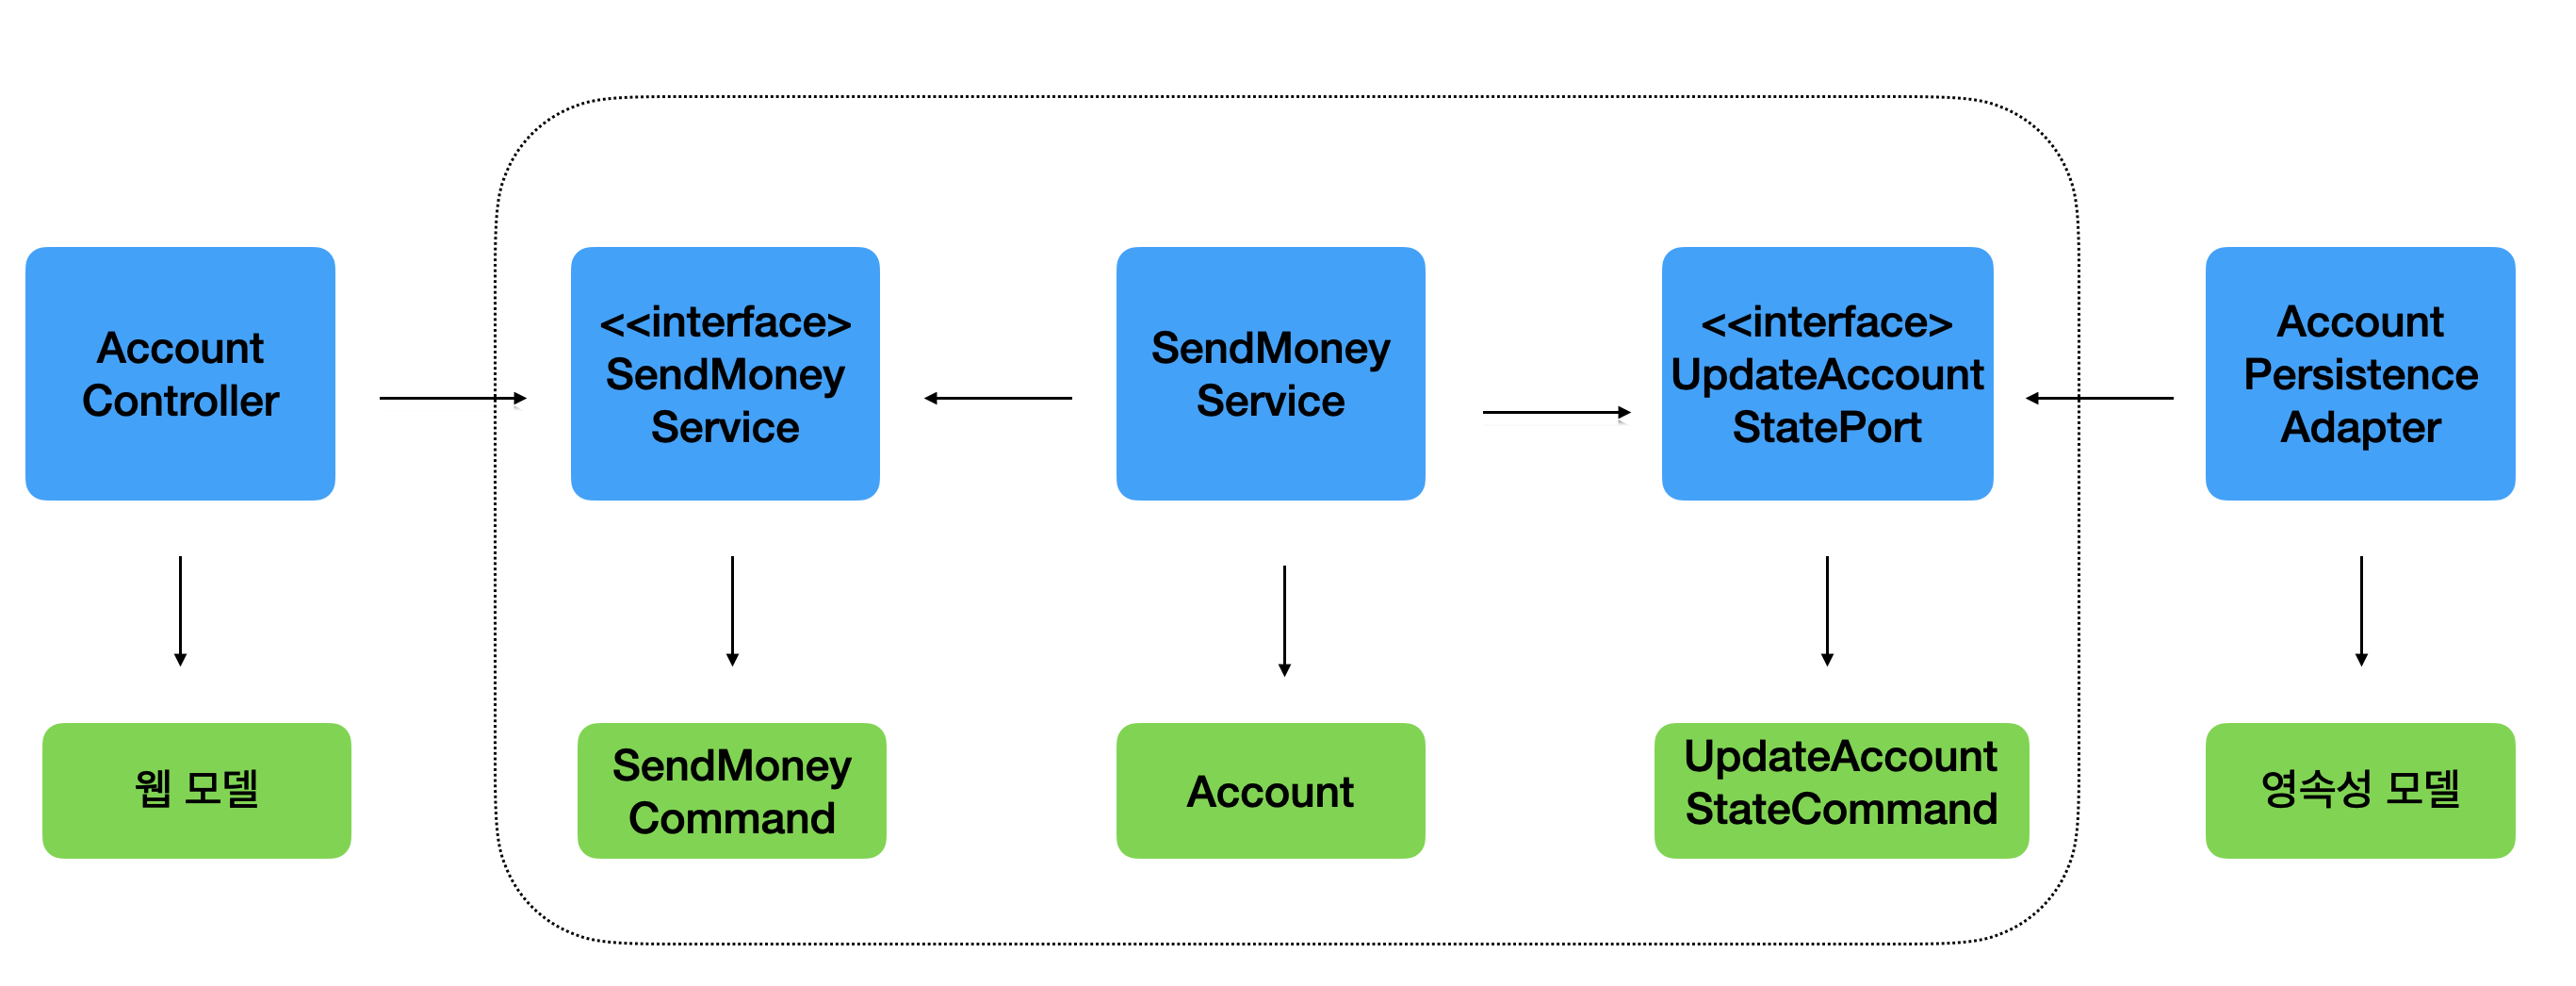 Account
Controller
<<interface>
SendMoney
Service
SendMoney
Service
<<interface>
UpdateAccount
StatePort
Account
Persistence
Adapter
웹 모델
SendMoney
Command
Account
UpdateAccount
StateCommand
영속성 모델